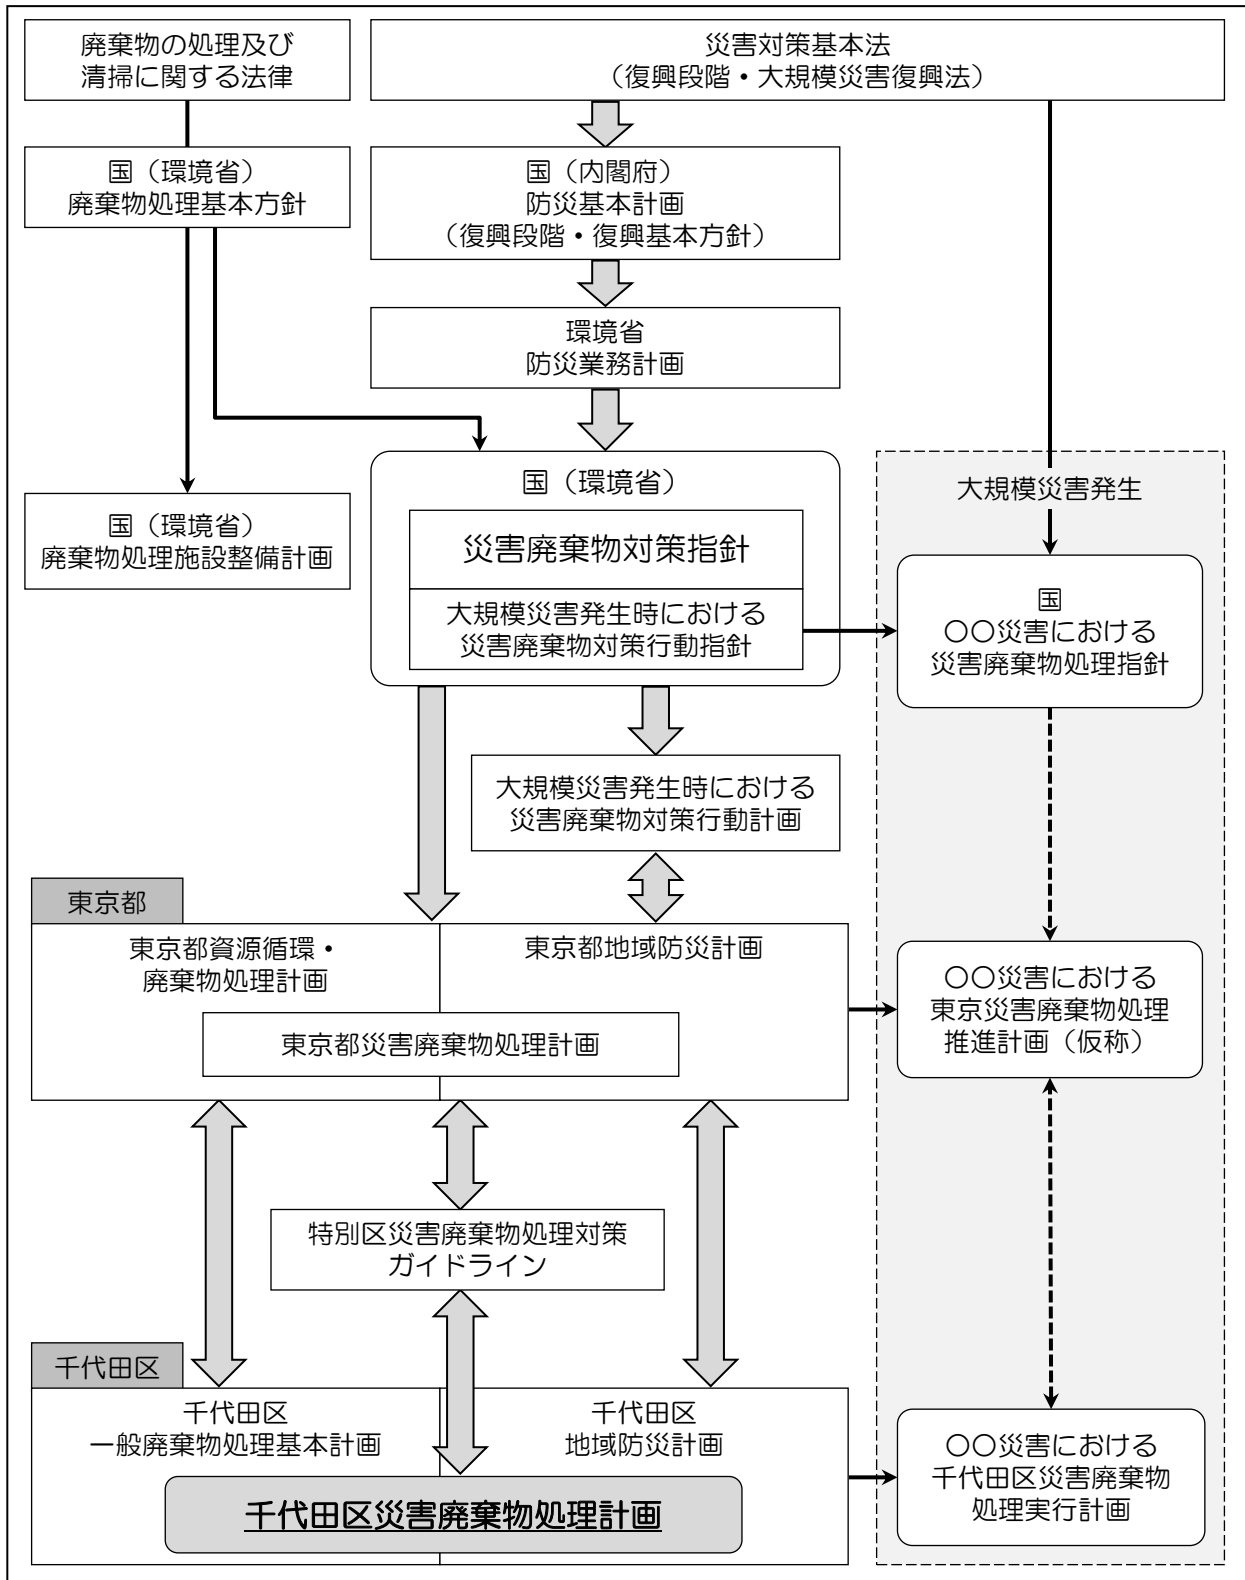 廃棄物の処理及び
清掃に関する法律
災害対策基本法
（復興段階・大規模災害復興法）
国（環境省）
廃棄物処理基本方針
国（内閣府）
防災基本計画
（復興段階・復興基本方針）
環境省
防災業務計画
国（環境省）
廃棄物処理施設整備計画
国（環境省）
災害廃棄物対策指針
大規模災害発生時における
災害廃棄物対策行動指針
大規模災害発生
国
〇〇災害における
災害廃棄物処理指針
大規模災害発生時における
災害廃棄物対策行動計画
東京都
東京都資源循環・
廃棄物処理計画
東京都地域防災計画
東京都災害廃棄物処理計画
〇〇災害における
東京災害廃棄物処理
推進計画（仮称）
特別区災害廃棄物処理対策
ガイドライン
千代田区
千代田区
一般廃棄物処理基本計画
千代田区
地域防災計画
千代田区災害廃棄物処理計画
〇〇災害における
千代田区災害廃棄物
処理実行計画